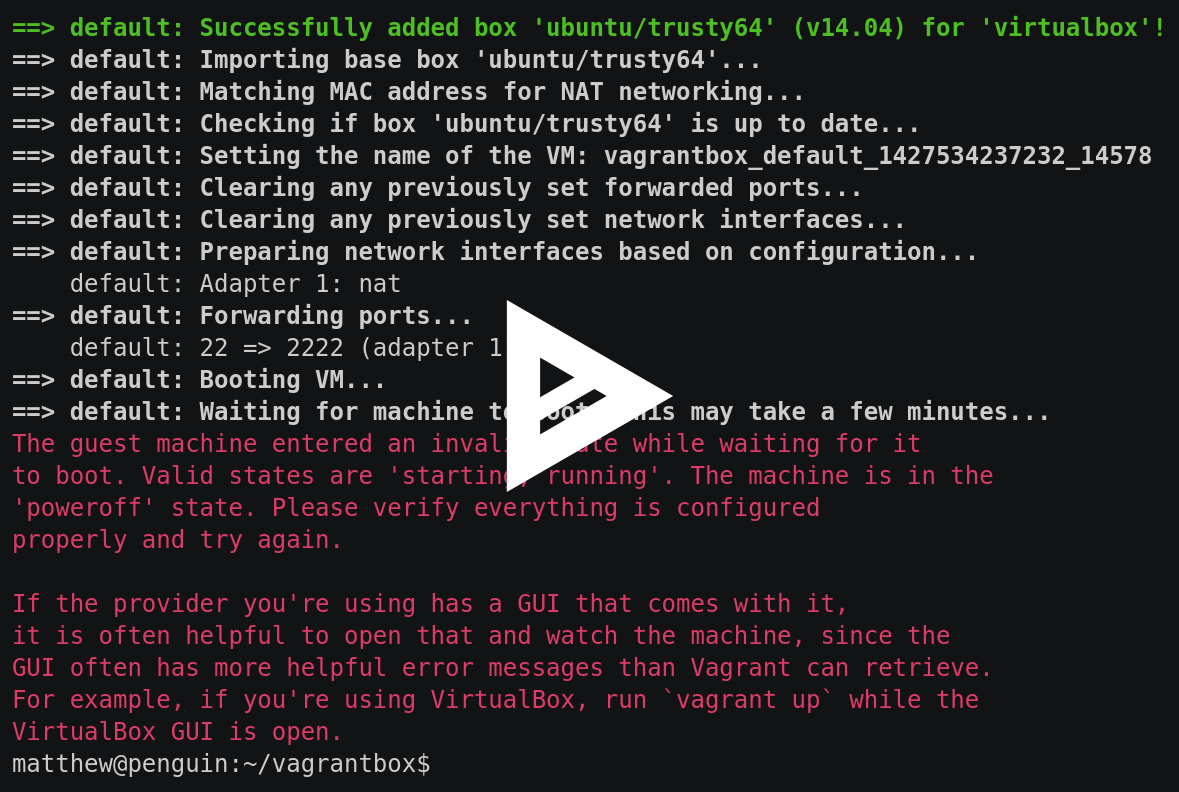 ==> default: Successfully added box 'ubuntu/trusty64' (v14.04) for 'virtualbox'!
==> default: Importing base box 'ubuntu/trusty64'...
==> default: Matching MAC address for NAT networking...
==> default: Checking if box 'ubuntu/trusty64' is up to date...
==> default: Setting the name of the VM: vagrantbox_default_1427534237232_14578
==> default: Clearing any previously set forwarded ports...
==> default: Clearing any previously set network interfaces...
==> default: Preparing network interfaces based on configuration...
    default: Adapter 1: nat
==> default: Forwarding ports...
    default: 22 => 2222 (adapter 1
==> default: Booting VM...
==> default: Waiting for machine to boot. This may take a few minutes...
The guest machine entered an invalid state while waiting for it
to boot. Valid states are 'starting, running'. The machine is in the
'poweroff' state. Please verify everything is configured
properly and try again.

If the provider you're using has a GUI that comes with it,
it is often helpful to open that and watch the machine, since the
GUI often has more helpful error messages than Vagrant can retrieve.
For example, if you're using VirtualBox, run `vagrant up` while the
VirtualBox GUI is open.
matthew@penguin:~/vagrantbox$